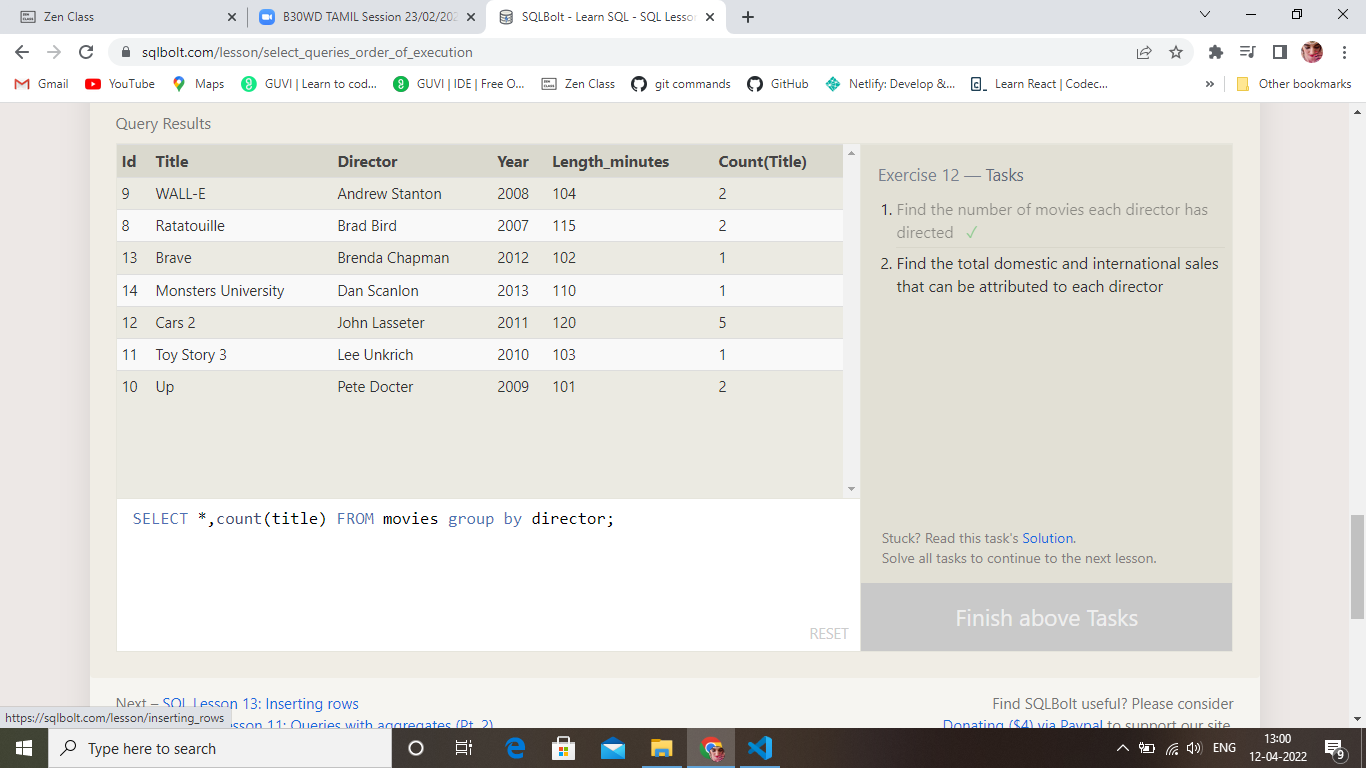 Zen Class
B30WD TAMIL Session 23/02/202
SQLBolt - Learn SQL - SQL Lesson
sqlbolt.com/lesson/select_queries_order_of_execution
Gmail YouTube Maps GUVI | Learn to cod... GUVI | IDE | Free O... Zen Class git commands GitHub Netlify: Develop &... Learn React | Codec... » Other bookmarks
Query Results
Id Title Director Year Length_minutes Count(Title)
9 WALL-E Andrew Stanton 2008 104 2
8 Ratatouille Brad Bird 2007 115 2
13 Brave Brenda Chapman 2012 102 1
14 Monsters University Dan Scanlon 2013 110 1
12 Cars 2 John Lasseter 2011 120 5
11 Toy Story 3 Lee Unkrich 2010 103 1
10 Up Pete Docter 2009 101 2
SELECT *,count(title) FROM movies group by director;
RESET
Exercise 12 — Tasks
1. Find the number of movies each director has
directed ✓
2. Find the total domestic and international sales
that can be attributed to each director
Stuck? Read this task's Solution.
Solve all tasks to continue to the next lesson.
Finish above Tasks
Next – SQL Lesson 13: Inserting rows
esson 11: Queries with aggregates (Pt. 2)
Find SQLBolt useful? Please consider
Donating ($4) via Paypal to support our site.
https://sqlbolt.com/lesson/inserting_rows
Type here to search
ENG
13:00
12-04-2022
9